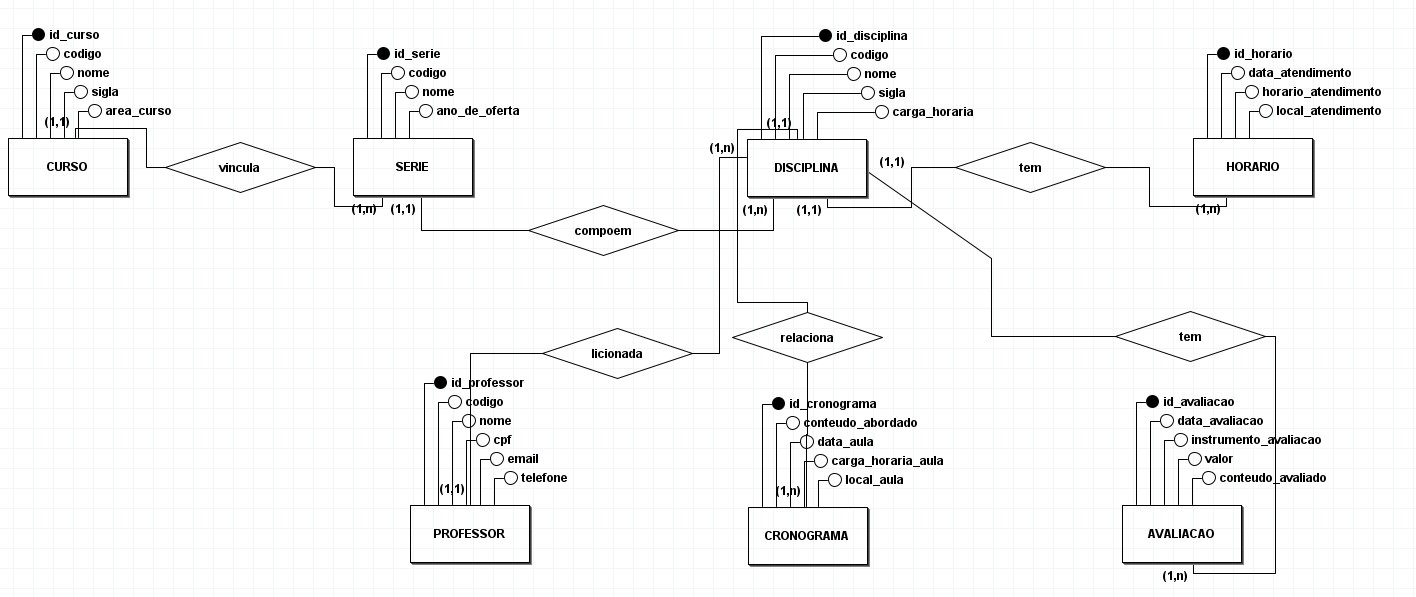 id_curso
codigo
nome
sigla
area_curso
(1,1)
CURSO
vincula
id_serie
codigo
nome
ano_de_oferta
SERIE
(1,n)
(1,1)
compoem
id_disciplina
codigo
nome
sigla
carga_horaria
(1,1)
(1,n)
DISCIPLINA
(1,n)
(1,1)
(1,1)
tem
id_horario
data_atendimento
horario_atendimento
local_atendimento
HORARIO
(1,n)
licionada
relaciona
tem
id_professor
codigo
nome
cpf
email
telefone
(1,1)
PROFESSOR
id_cronograma
conteudo_abordado
data_aula
carga_horaria_aula
local_aula
(1,n)
CRONOGRAMA
id_avaliacao
data_avaliacao
instrumento_avaliacao
valor
conteudo_avaliado
AVALIACAO
(1,n)